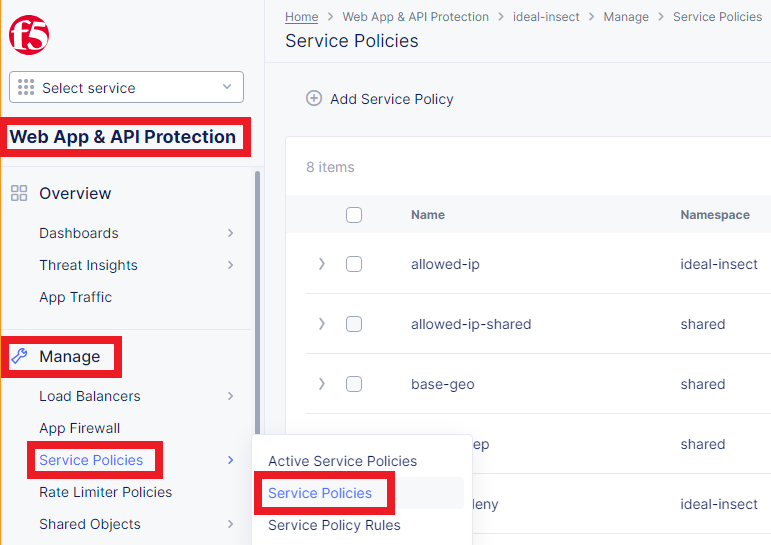 f5
Select service
Web App & API Protection
Overview
Dashboards
Threat Insights
App Traffic
Manage
Load Balancers
App Firewall
Service Policies
Rate Limiter Policies
Shared Objects
Home > Web App & API Protection > ideal-insect > Manage > Service Policies
Service Policies
Add Service Policy
8 items
Name Namespace
allowed-ip ideal-insect
allowed-ip-shared shared
base-geo shared
ep shared
leny ideal-insect
Active Service Policies
Service Policies
Service Policy Rules